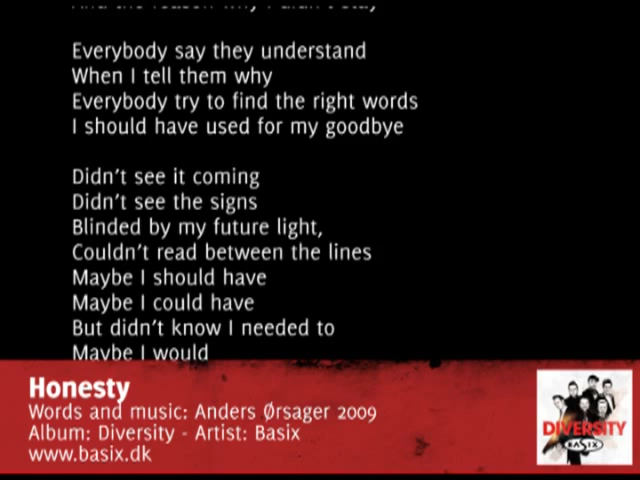 Everybody say they understand
When I tell them why
Everybody try to find the right words
I should have used for my goodbye
Didn't see it coming
Didn't see the signs
Blinded by my future light,
Couldn't read between the lines
Maybe I should have
Maybe I could have
But didn't know I needed to
Maybe I would
Honesty
Words and music: Anders Ørsager 2009
Album: Diversity - Artist: Basix
www.basix.dk
DIVERSITY
BASIX